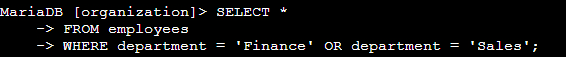 MariaDB [organization]> SELECT *
    -> FROM employees
    -> WHERE department = 'Finance' OR department = 'Sales';